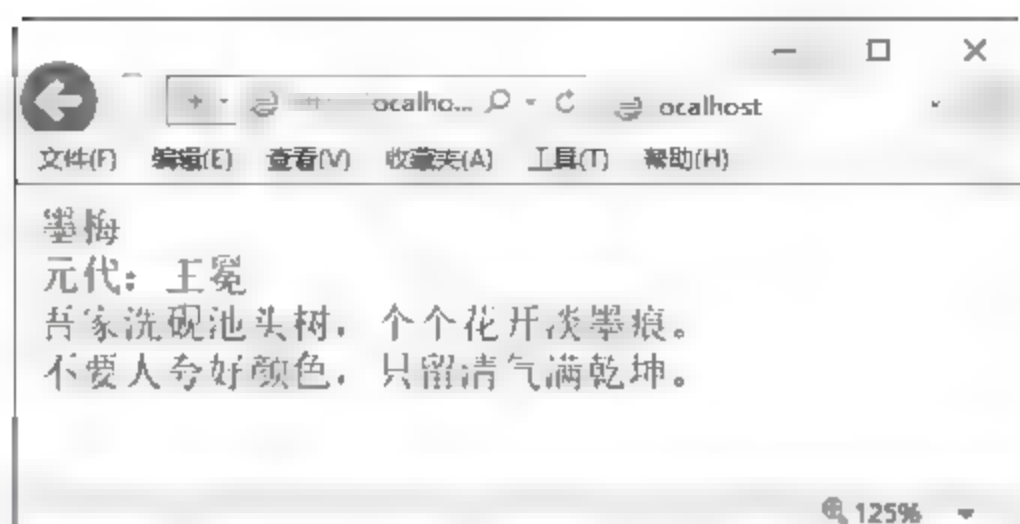 ocalho... ocalhost
文件(F) 编辑(E) 查看(V) 收藏夹(A) 工具(T) 帮助(H)
墨梅
元代：王冕
吾家洗砚池头树，个个花开淡墨痕。
不要人夸好颜色，只留清气满乾坤。
125%